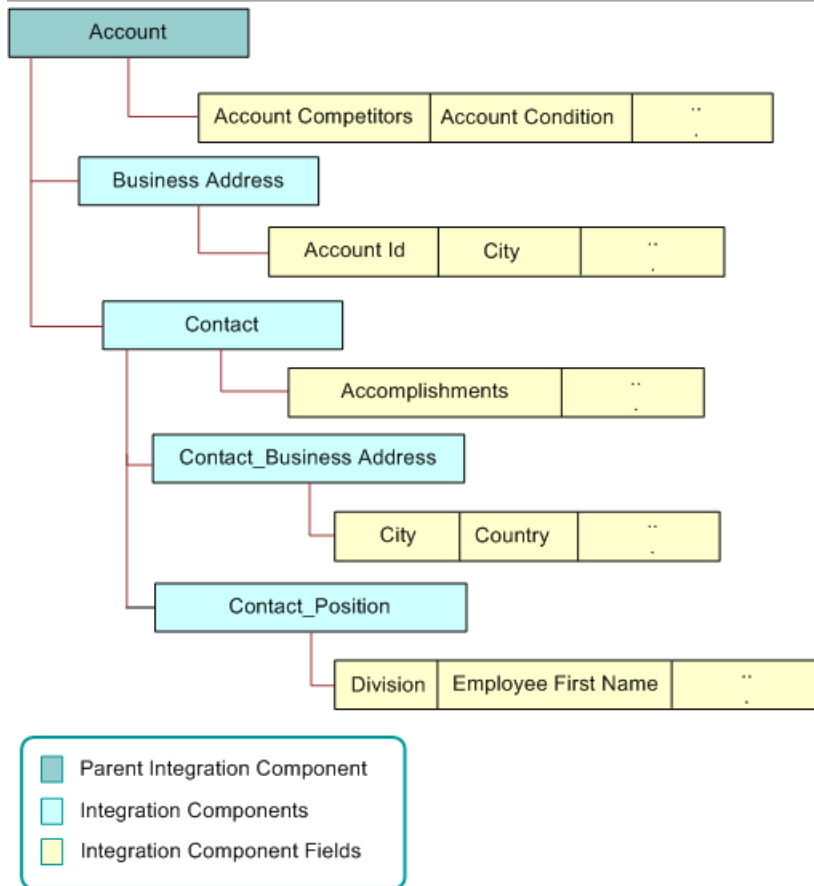 Account
Account Competitors Account Condition ...
Business Address
Account Id City ...
Contact
Accomplishments ...
Contact_Business Address
City Country ...
Contact_Position
Division Employee First Name ...
Parent Integration Component
Integration Components
Integration Component Fields